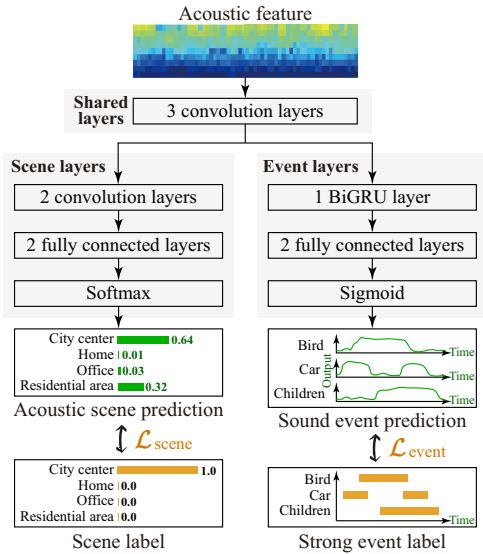 Acoustic feature
Shared
layers
3 convolution layers
Scene layers
2 convolution layers
2 fully connected layers
Softmax
City center 0.64
Home 0.01
Office 0.03
Residential area 0.32
Acoustic scene prediction
ℒ scene
City center 1.0
Home 0.0
Office 0.0
Residential area 0.0
Scene label
Event layers
1 BiGRU layer
2 fully connected layers
Sigmoid
Output
Bird Time
Car Time
Children Time
Sound event prediction
ℒ event
Bird
Car
Children
Time
Strong event label